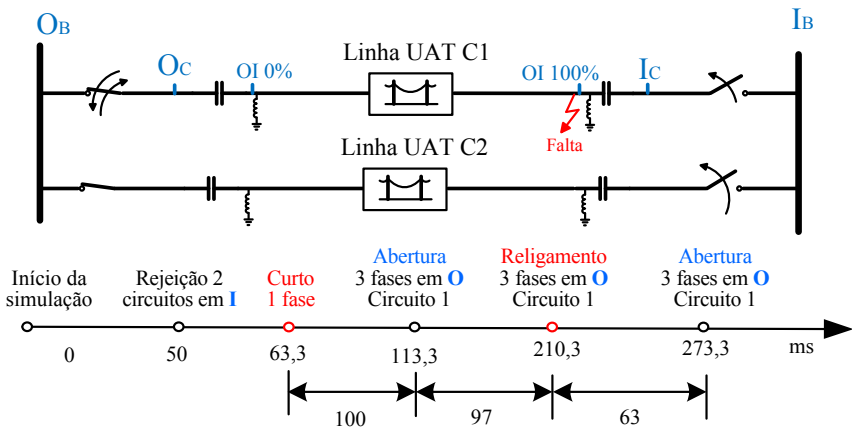 OB
IB
Linha UAT C1
OC
OI 0%
OI 100%
IC
Falta
Linha UAT C2
Início da
simulação
Rejeição 2
circuitos em I
Curto
1 fase
Abertura
3 fases em O
Circuito 1
Religamento
3 fases em O
Circuito 1
Abertura
3 fases em O
Circuito 1
0
50
63,3
113,3
210,3
273,3
ms
100
97
63